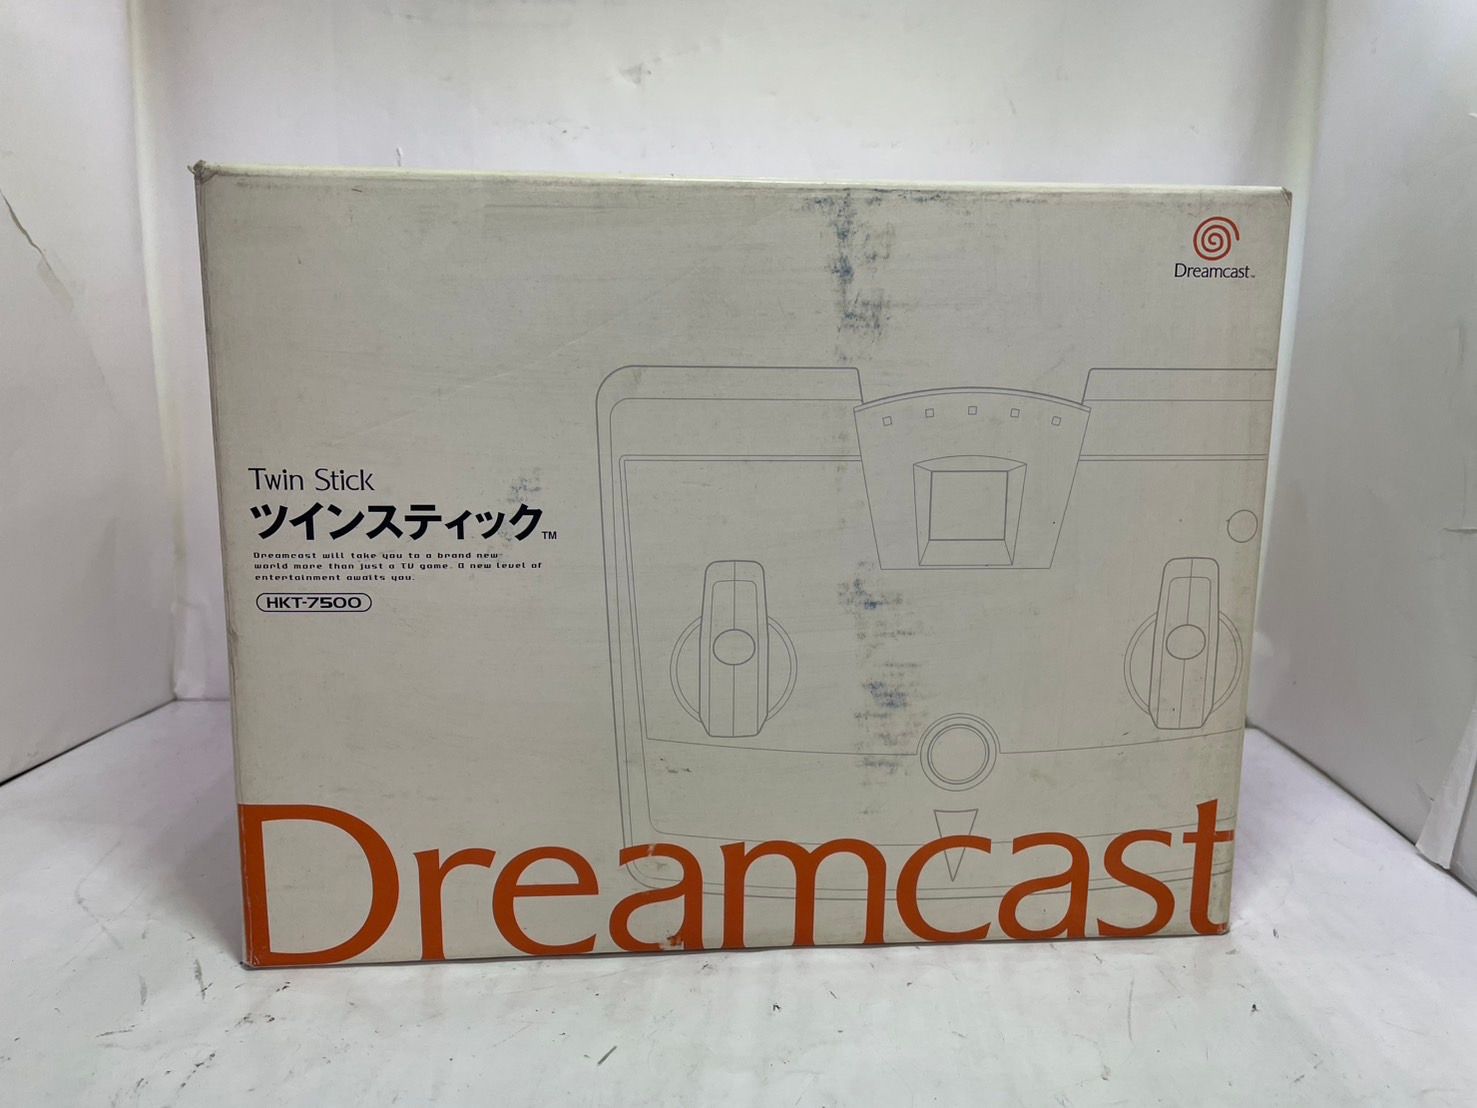 Dreamcast™
Twin Stick
ツインスティック™
Dreamcast will take you to a brand new
world more than just a TV game. A new level of
entertainment awaits you.
HKT-7500
Dreamcast